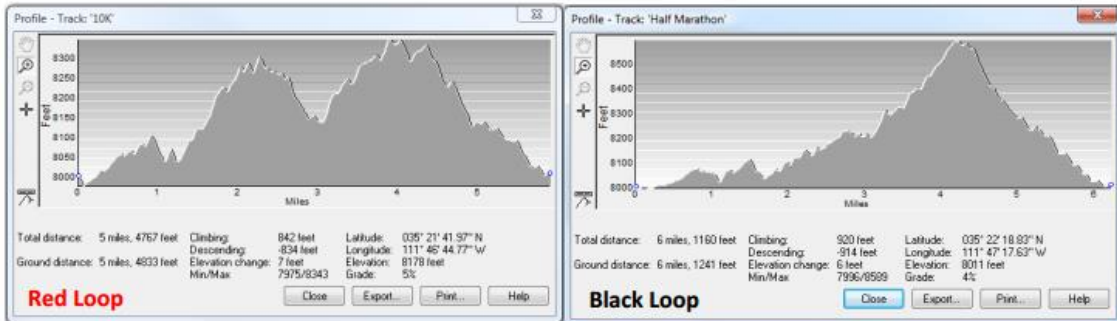 Profile - Track: '10K'
8300
8250
8200
8150
8100
8050
8000
Feet
0 1 2 3 4 5
Miles
Total distance: 5 miles, 4767 feet Climbing: 842 feet Latitude: 035° 21' 41.97" N
Descending: -834 feet Longitude: 111° 46' 44.77" W
Ground distance: 5 miles, 4833 feet Elevation change: 7 feet Elevation: 8178 feet
Min/Max: 7975/8343 Grade: 5%
Close Export... Print... Help
Red Loop
Profile - Track: 'Half Marathon'
8500
8400
8300
8200
8100
8000
Feet
0 1 2 3 4 5 6
Miles
Total distance: 6 miles, 1160 feet Climbing: 920 feet Latitude: 035° 22' 18.83" N
Descending: -914 feet Longitude: 111° 47' 17.63" W
Ground distance: 6 miles, 1241 feet Elevation change: 6 feet Elevation: 8011 feet
Min/Max: 7996/8589 Grade: 4%
Close Export... Print... Help
Black Loop